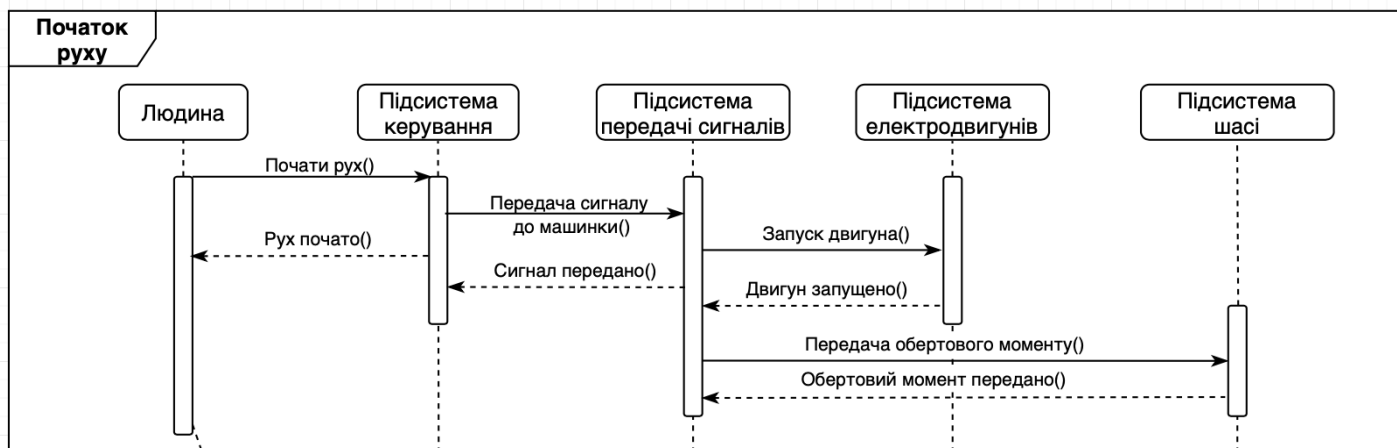 Початок
руху
Людина
Підсистема
керування
Підсистема
передачі сигналів
Підсистема
електродвигунів
Підсистема
шасі
Почати рух()
Передача сигналу
до машинки()
Рух почато()
Запуск двигуна()
Сигнал передано()
Двигун запущено()
Передача обертового моменту()
Обертовий момент передано()